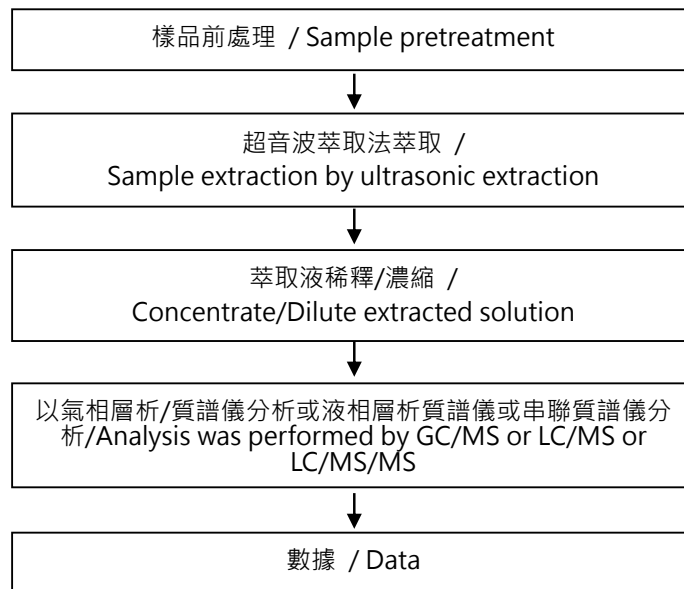 樣品前處理 / Sample pretreatment
超音波萃取法萃取 /
Sample extraction by ultrasonic extraction
萃取液稀釋/濃縮 /
Concentrate/Dilute extracted solution
以氣相層析/質譜儀分析或液相層析質譜儀或串聯質譜儀分
析/Analysis was performed by GC/MS or LC/MS or
LC/MS/MS
數據 / Data